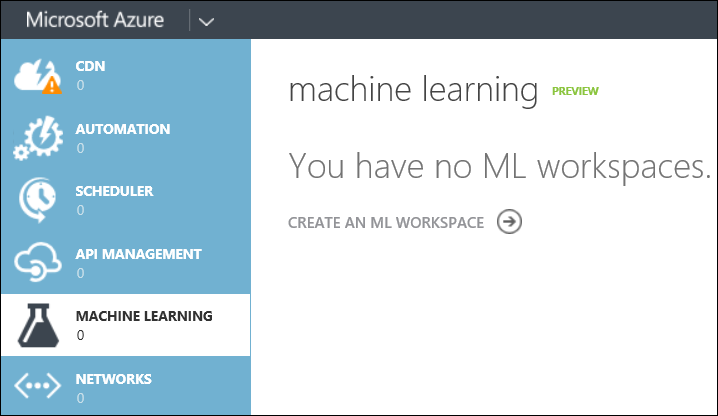 Microsoft Azure
CDN
0
AUTOMATION
0
SCHEDULER
0
API MANAGEMENT
0
MACHINE LEARNING
0
NETWORKS
0
machine learning PREVIEW
You have no ML workspaces.
CREATE AN ML WORKSPACE